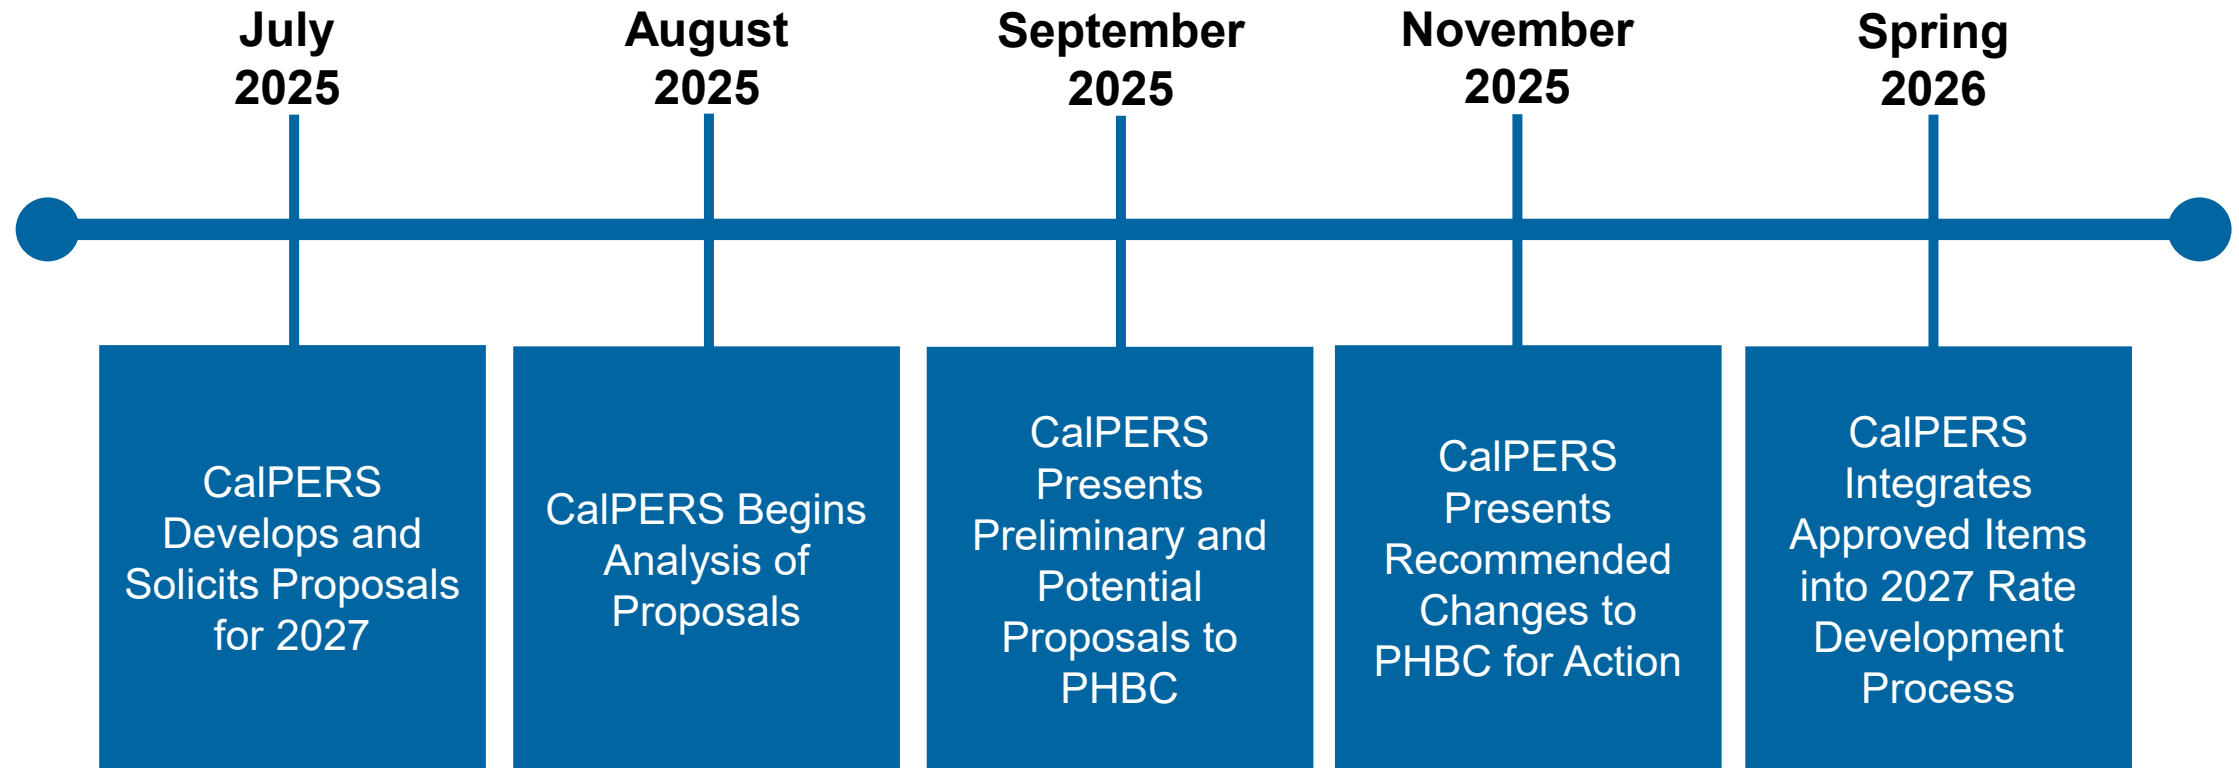 July
2025
August
2025
September
2025
November
2025
Spring
2026
CalPERS
Develops and
Solicits Proposals
for 2027
CalPERS Begins
Analysis of
Proposals
CalPERS
Presents
Preliminary and
Potential
Proposals to
PHBC
CalPERS
Presents
Recommended
Changes to
PHBC for Action
CalPERS
Integrates
Approved Items
into 2027 Rate
Development
Process